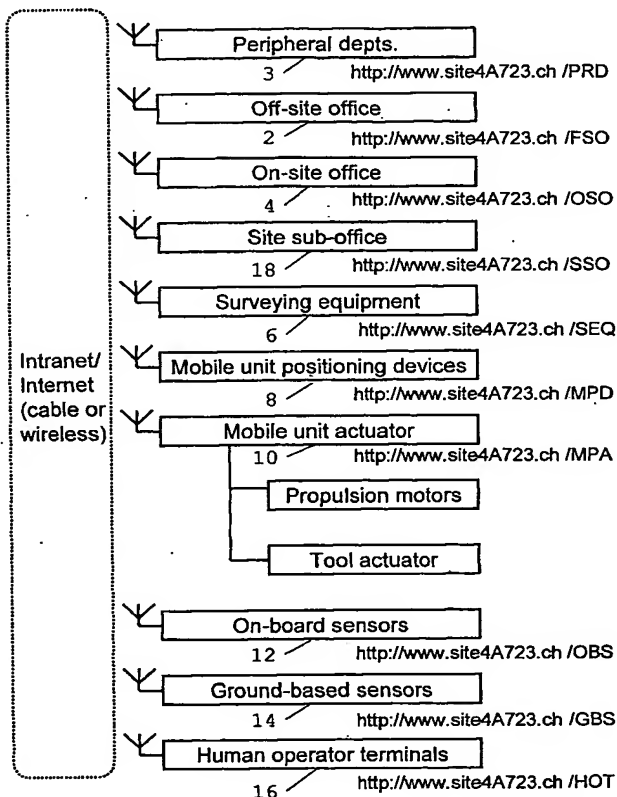 Peripheral depts.
3 http://www.site4A723.ch /PRD
Off-site office
2 http://www.site4A723.ch /FSO
On-site office
4 http://www.site4A723.ch /OSO
Site sub-office
18 http://www.site4A723.ch /SSO
Surveying equipment
6 http://www.site4A723.ch /SEQ
Intranet/
Internet
(cable or
wireless)
Mobile unit positioning devices
8 http://www.site4A723.ch /MPD
Mobile unit actuator
10 http://www.site4A723.ch /MPA
Propulsion motors
Tool actuator
On-board sensors
12 http://www.site4A723.ch /OBS
Ground-based sensors
14 http://www.site4A723.ch /GBS
Human operator terminals
16 http://www.site4A723.ch /HOT